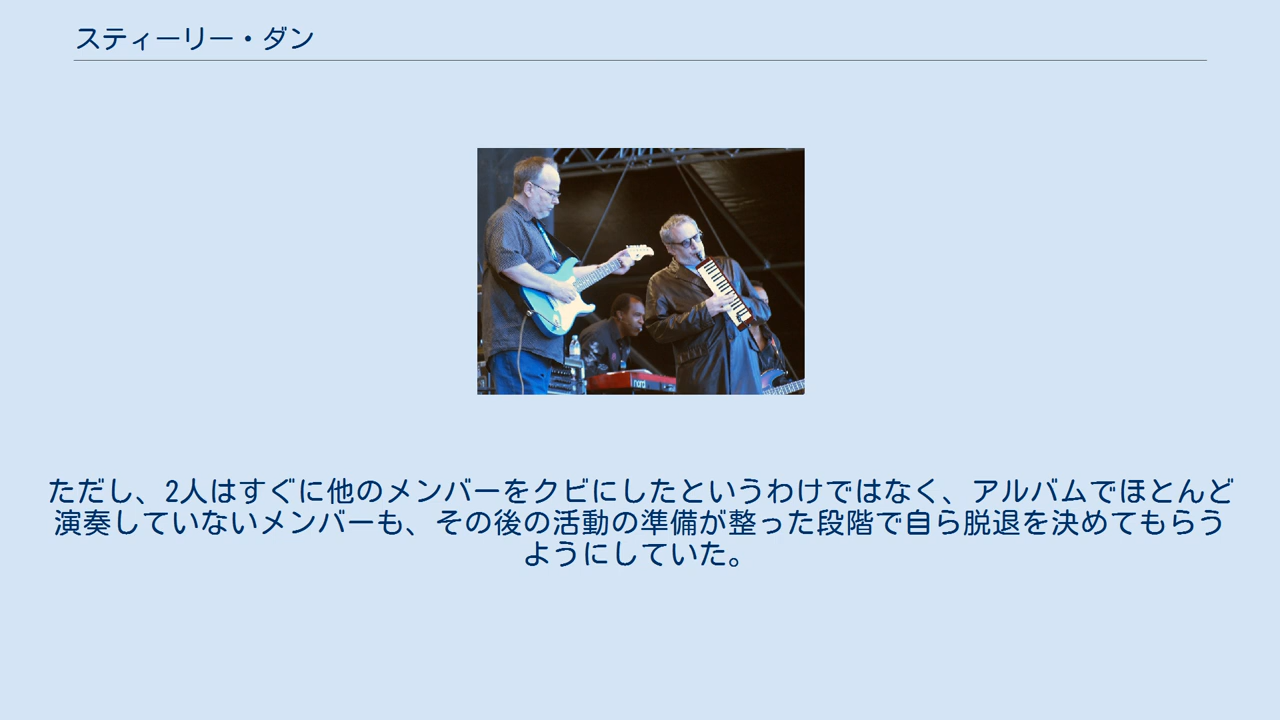 スティーリー・ダン
nord
ただし、2人はすぐに他のメンバーをクビにしたというわけではなく、アルバムでほとんど
演奏していないメンバーも、その後の活動の準備が整った段階で自ら脱退を決めてもらう
ようにしていた。